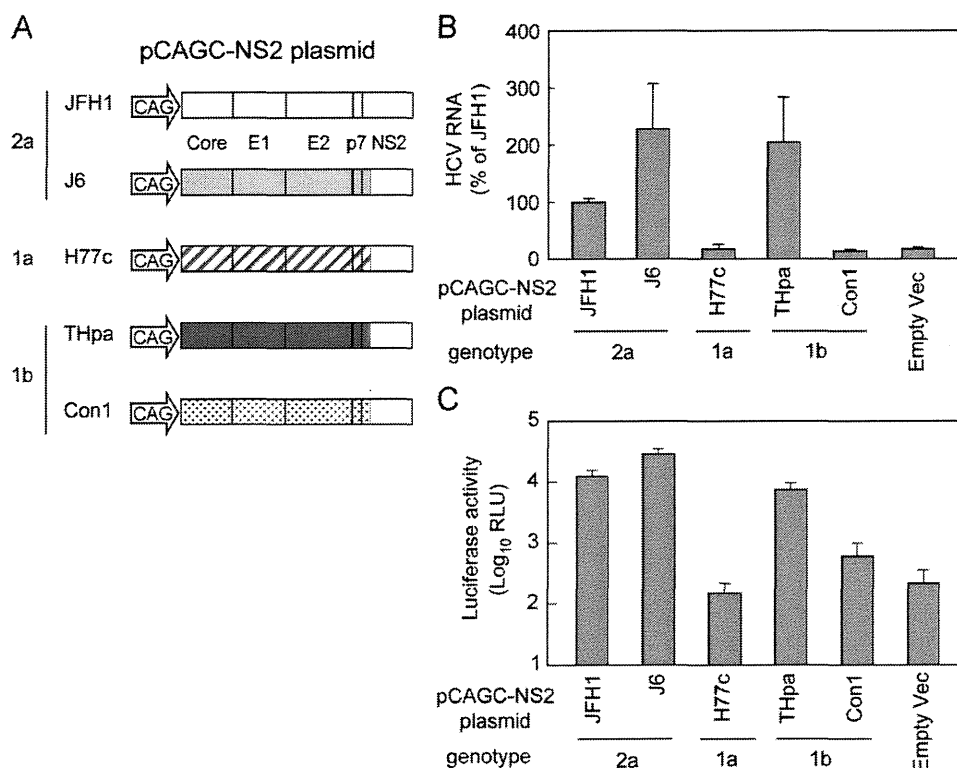 A
pCAGC-NS2 plasmid
2a
JFH1
CAG
Core E1 E2 p7 NS2
J6
CAG
1a
H77c
CAG
1b
THpa
CAG
Con1
CAG
B
HCV RNA
(% of JFH1)
400
300
200
100
0
pCAGC-NS2
plasmid
JFH1
J6
H77c
THpa
Con1
Empty Vec
genotype
2a
1a
1b
C
Luciferase activity
(Log10 RLU)
5
4
3
2
1
pCAGC-NS2
plasmid
JFH1
J6
H77c
THpa
Con1
Empty Vec
genotype
2a
1a
1b